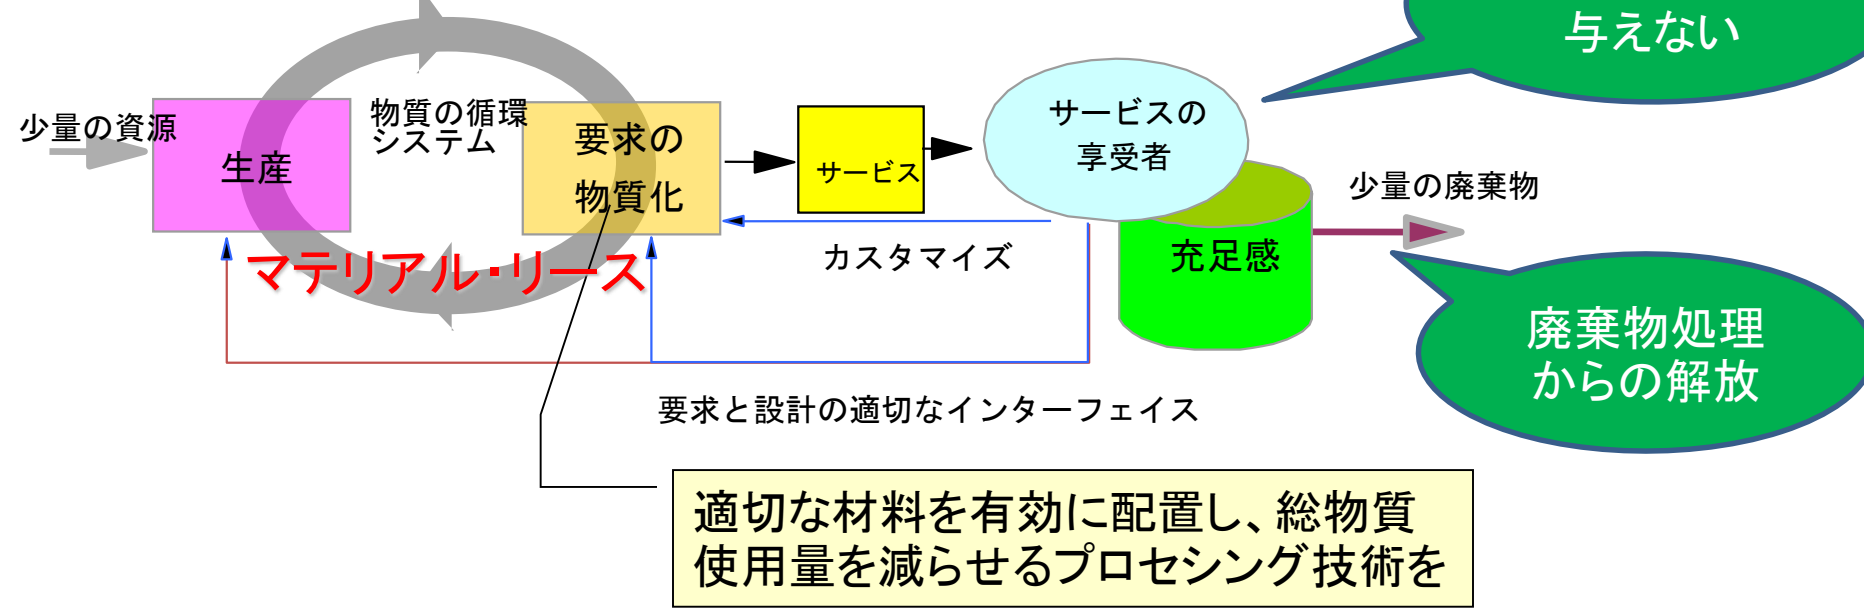 与えない
少量の資源
生産
物質の循環
システム
要求の
物質化
サービス
サービスの
享受者
少量の廃棄物
マテリアル・リース
カスタマイズ
充足感
廃棄物処理
からの解放
要求と設計の適切なインターフェイス
適切な材料を有効に配置し、総物質
使用量を減らせるプロセシング技術を